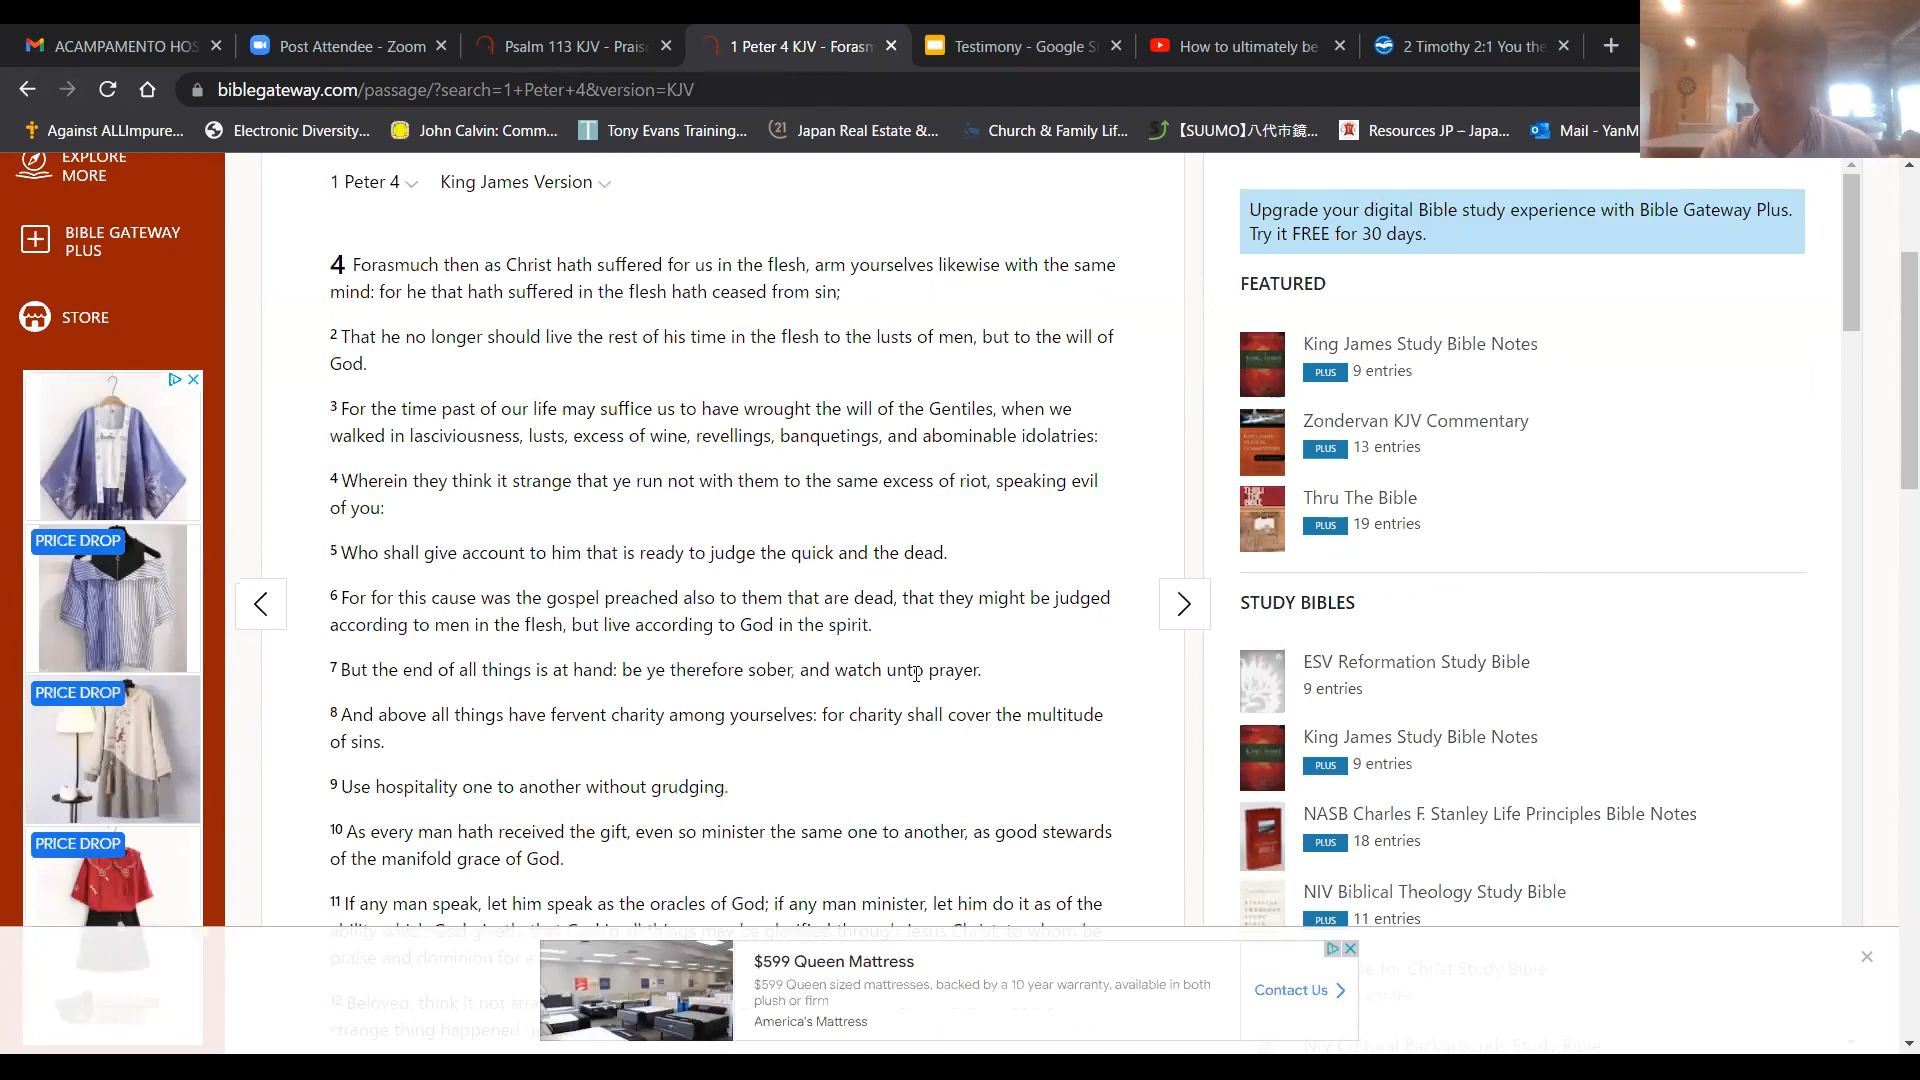 ACAMPAMENTO HOS
Post Attendee - Zoom
Psalm 113 KJV - Praise
1 Peter 4 KJV - Forasm
Testimony - Google Sl
How to ultimately be
2 Timothy 2:1 You the
biblegateway.com/passage/?search=1+Peter+4&version=KJV
Against ALLImpure...
Electronic Diversity...
John Calvin: Comm...
Tony Evans Training...
Japan Real Estate &...
Church & Family Lif...
【SUUMO】八代市鏡...
Resources JP – Japa...
Mail - YanM
EXPLORE
MORE
BIBLE GATEWAY
PLUS
STORE
PRICE DROP
PRICE DROP
PRICE DROP
1 Peter 4
King James Version
4 Forasmuch then as Christ hath suffered for us in the flesh, arm yourselves likewise with the same
mind: for he that hath suffered in the flesh hath ceased from sin;
2 That he no longer should live the rest of his time in the flesh to the lusts of men, but to the will of
God.
3 For the time past of our life may suffice us to have wrought the will of the Gentiles, when we
walked in lasciviousness, lusts, excess of wine, revellings, banquetings, and abominable idolatries:
4 Wherein they think it strange that ye run not with them to the same excess of riot, speaking evil
of you:
5 Who shall give account to him that is ready to judge the quick and the dead.
6 For for this cause was the gospel preached also to them that are dead, that they might be judged
according to men in the flesh, but live according to God in the spirit.
7 But the end of all things is at hand: be ye therefore sober, and watch unto prayer.
8 And above all things have fervent charity among yourselves: for charity shall cover the multitude
of sins.
9 Use hospitality one to another without grudging.
10 As every man hath received the gift, even so minister the same one to another, as good stewards
of the manifold grace of God.
11 If any man speak, let him speak as the oracles of God; if any man minister, let him do it as of the
ability which God giveth: that God in all things may be glorified through Jesus Christ, to whom be
praise and dominion for e
12 Beloved, think it not stra
strange thing happened
Upgrade your digital Bible study experience with Bible Gateway Plus.
Try it FREE for 30 days.
FEATURED
King James Study Bible Notes
PLUS 9 entries
Zondervan KJV Commentary
PLUS 13 entries
Thru The Bible
PLUS 19 entries
STUDY BIBLES
ESV Reformation Study Bible
9 entries
King James Study Bible Notes
PLUS 9 entries
NASB Charles F. Stanley Life Principles Bible Notes
PLUS 18 entries
NIV Biblical Theology Study Bible
PLUS 11 entries
for Christ Study Bible
entries
NIV Cultural Backgrounds Study Bible
$599 Queen Mattress
$599 Queen sized mattresses, backed by a 10 year warranty, available in both
plush or firm
America's Mattress
Contact Us